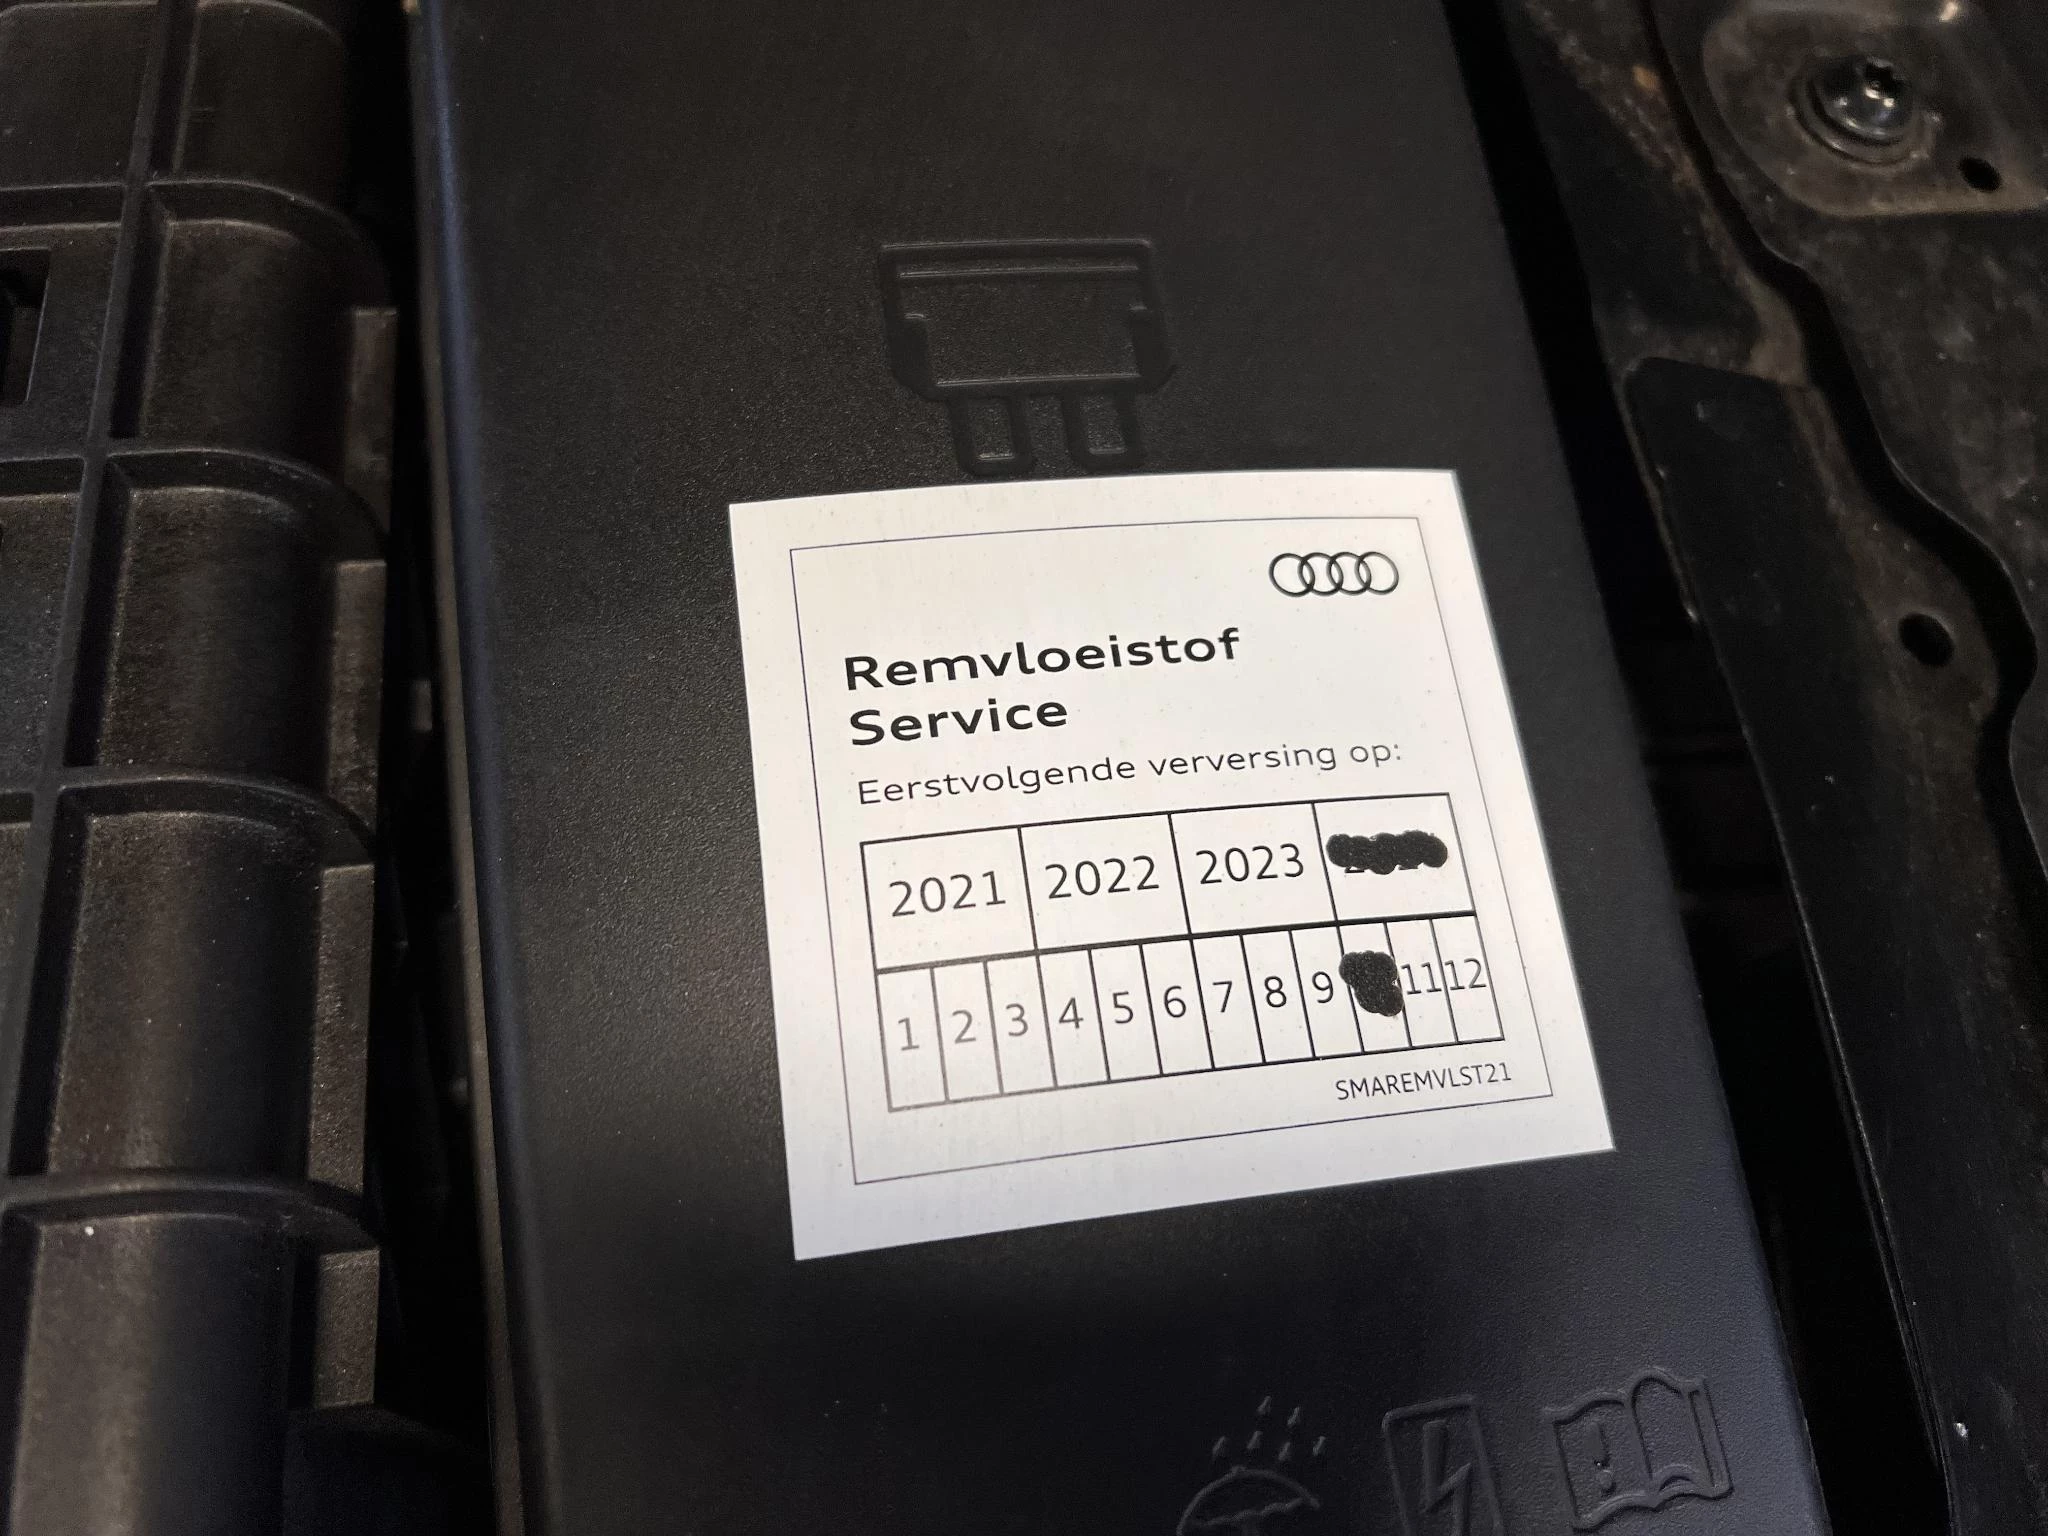 Remvloeistof
Service
Eerstvolgende verversing op:
2021 2022 2023
1 2 3 4 5 6 7 8 9 11 12
SMAREMVLST21